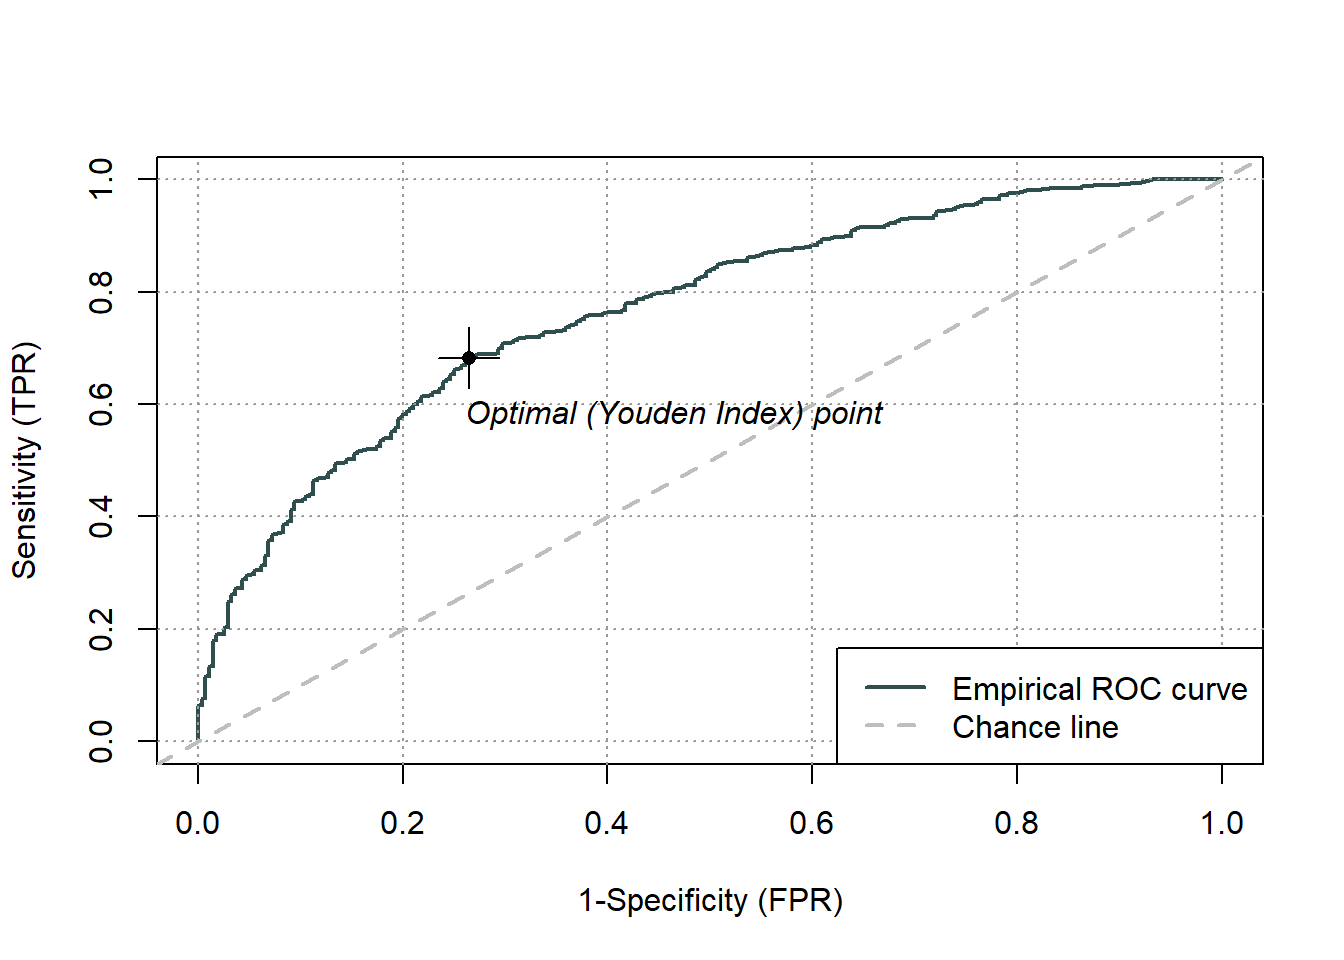 1.0
0.8
0.6
0.4
0.2
0.0
Sensitivity (TPR)
Optimal (Youden Index) point
Empirical ROC curve
Chance line
0.0 0.2 0.4 0.6 0.8 1.0
1-Specificity (FPR)